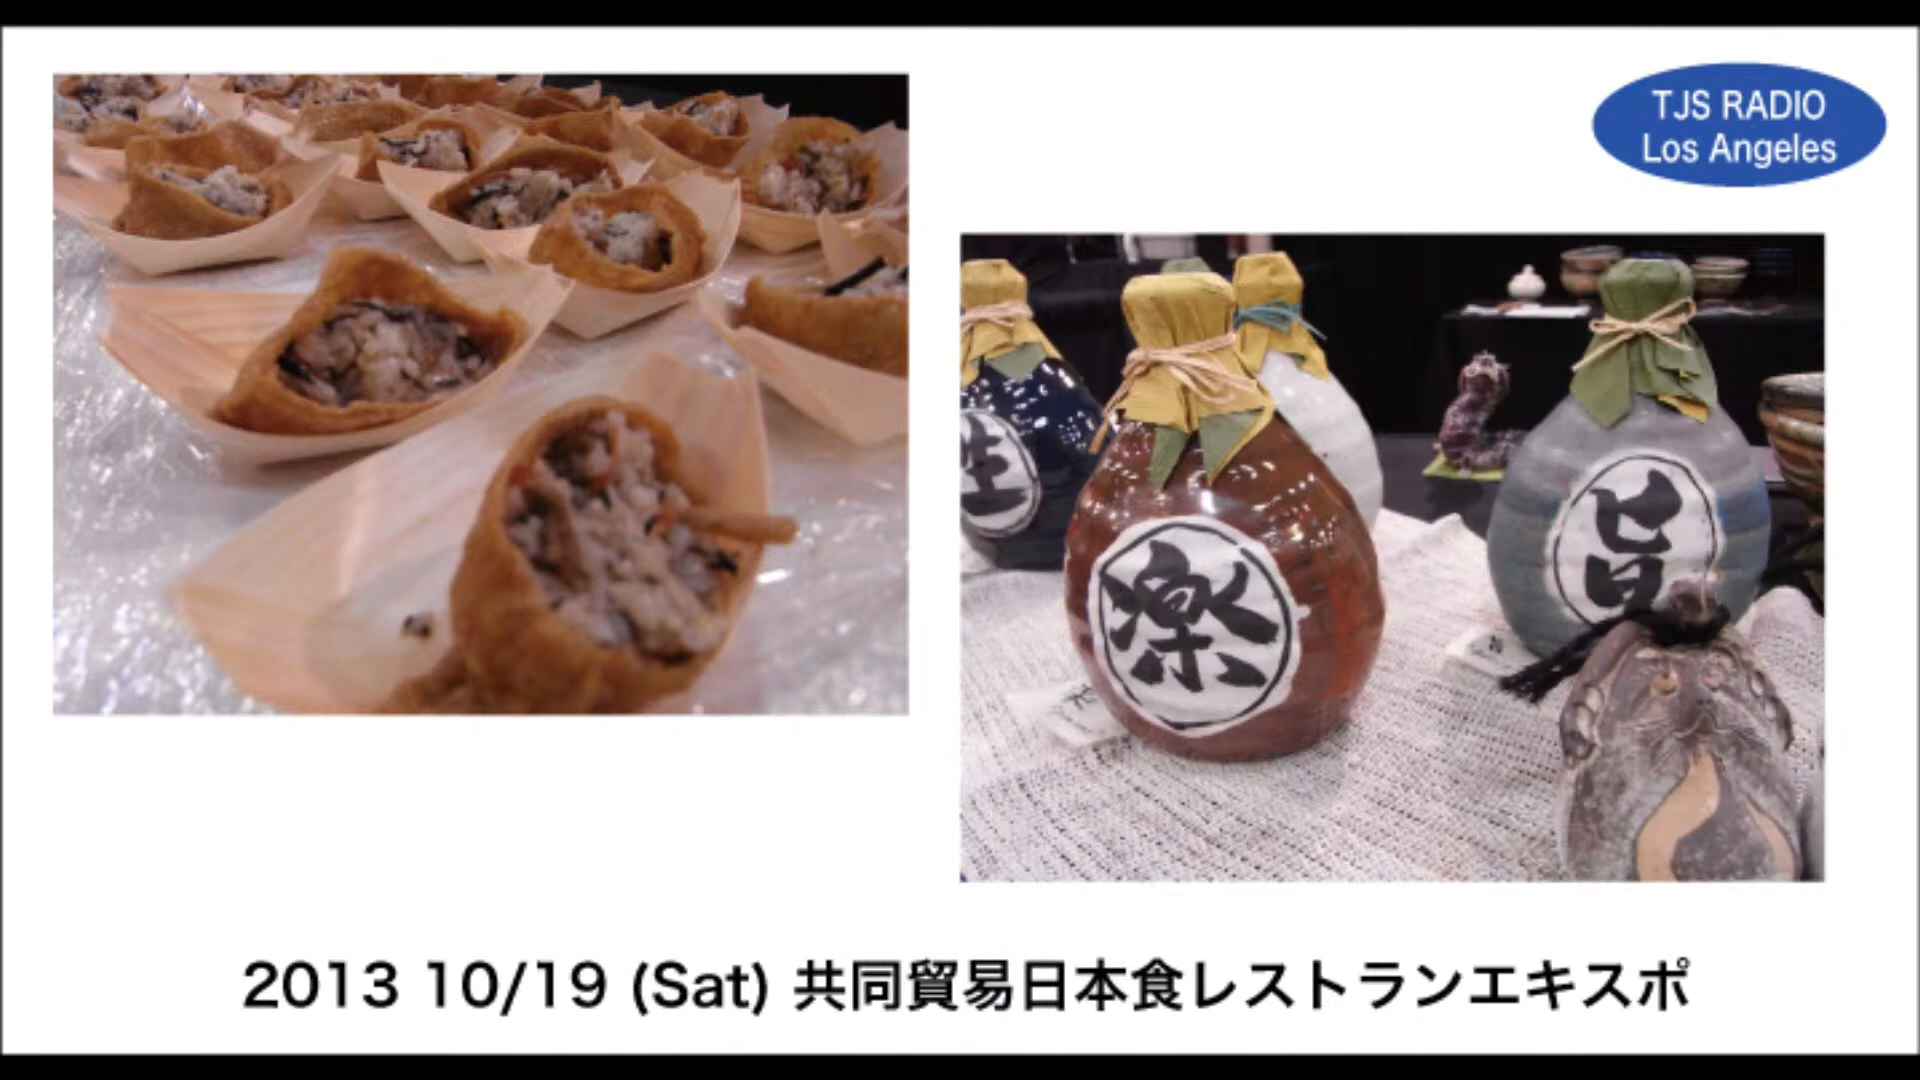 TJS RADIO
Los Angeles
生
楽
旨
2013 10/19 (Sat) 共同貿易日本食レストランエキスポ